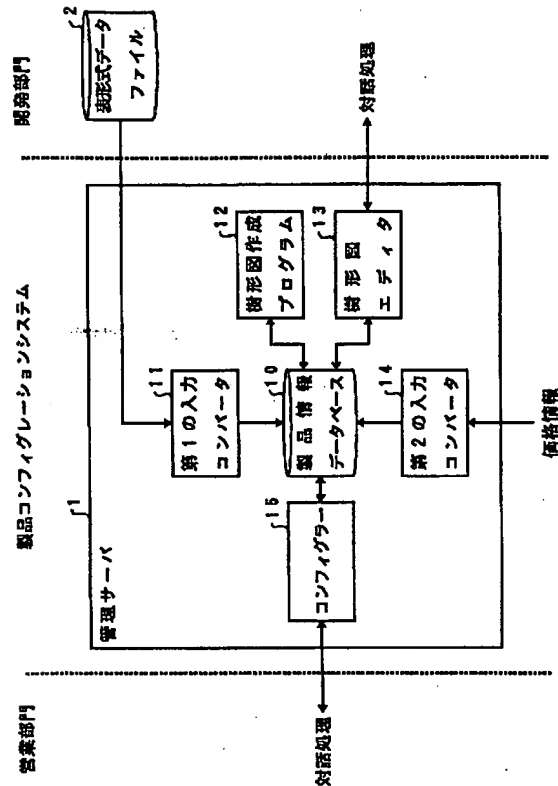 営業部門
製品コンフィグレーションシステム
開発部門
1
管理サーバ
2
表形式データ
ファイル
11
第1の入力
コンバータ
12
樹形図作成
プログラム
10
製品情報
データベース
15
コンフィグラー
13
樹形図
エディタ
14
第2の入力
コンバータ
対話処理
対話処理
価格情報